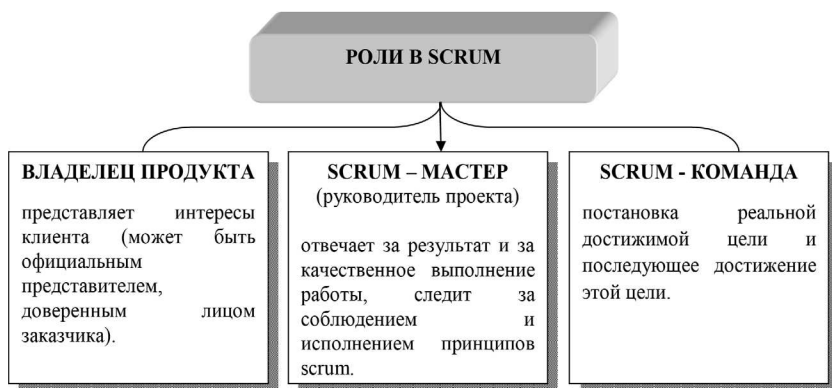 РОЛИ В SCRUM
ВЛАДЕЛЕЦ ПРОДУКТА
представляет интересы
клиента (может быть
официальным
представителем,
доверенным лицом
заказчика).
SCRUM – МАСТЕР
(руководитель проекта)
отвечает за результат и за
качественное выполнение
работы, следит за
соблюдением и
исполнением принципов
scrum.
SCRUM - КОМАНДА
постановка реальной
достижимой цели и
последующее достижение
этой цели.